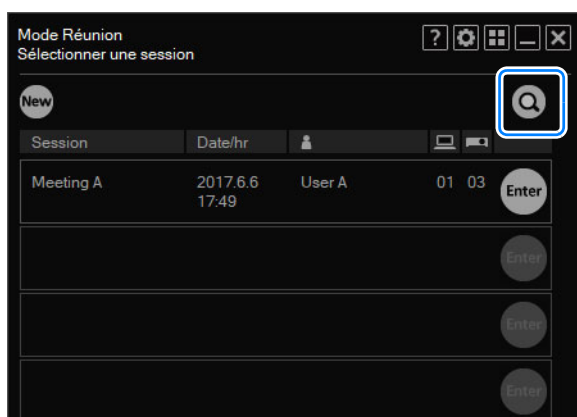 Mode Réunion
Sélectionner une session
?
New
Session Date/hr
Meeting A 2017.6.6 User A 01 03 Enter
17:49
Enter
Enter
Enter